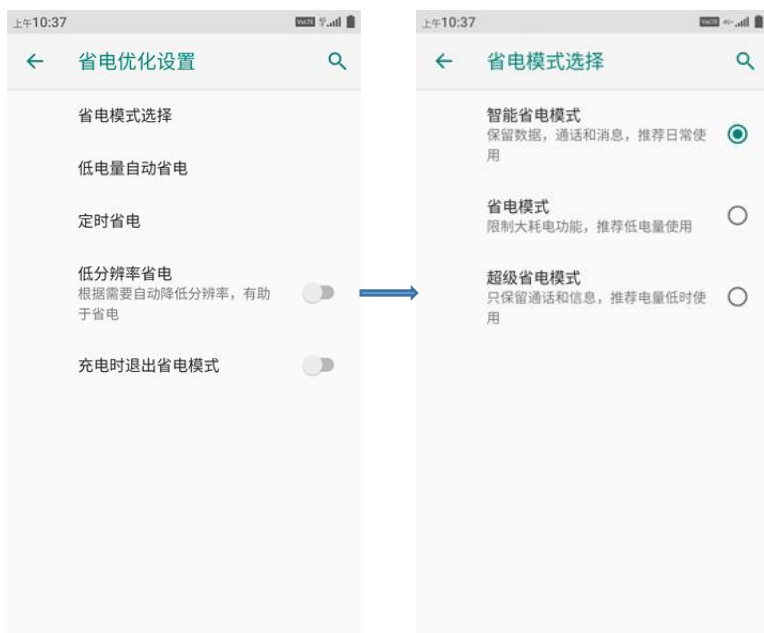 上午10:37
VoLTE
省电优化设置
省电模式选择
低电量自动省电
定时省电
低分辨率省电
根据需要自动降低分辨率，有助
于省电
充电时退出省电模式
上午10:37
VoLTE
省电模式选择
智能省电模式
保留数据，通话和消息，推荐日常使
用
省电模式
限制大耗电功能，推荐低电量使用
超级省电模式
只保留通话和信息，推荐电量低时使
用